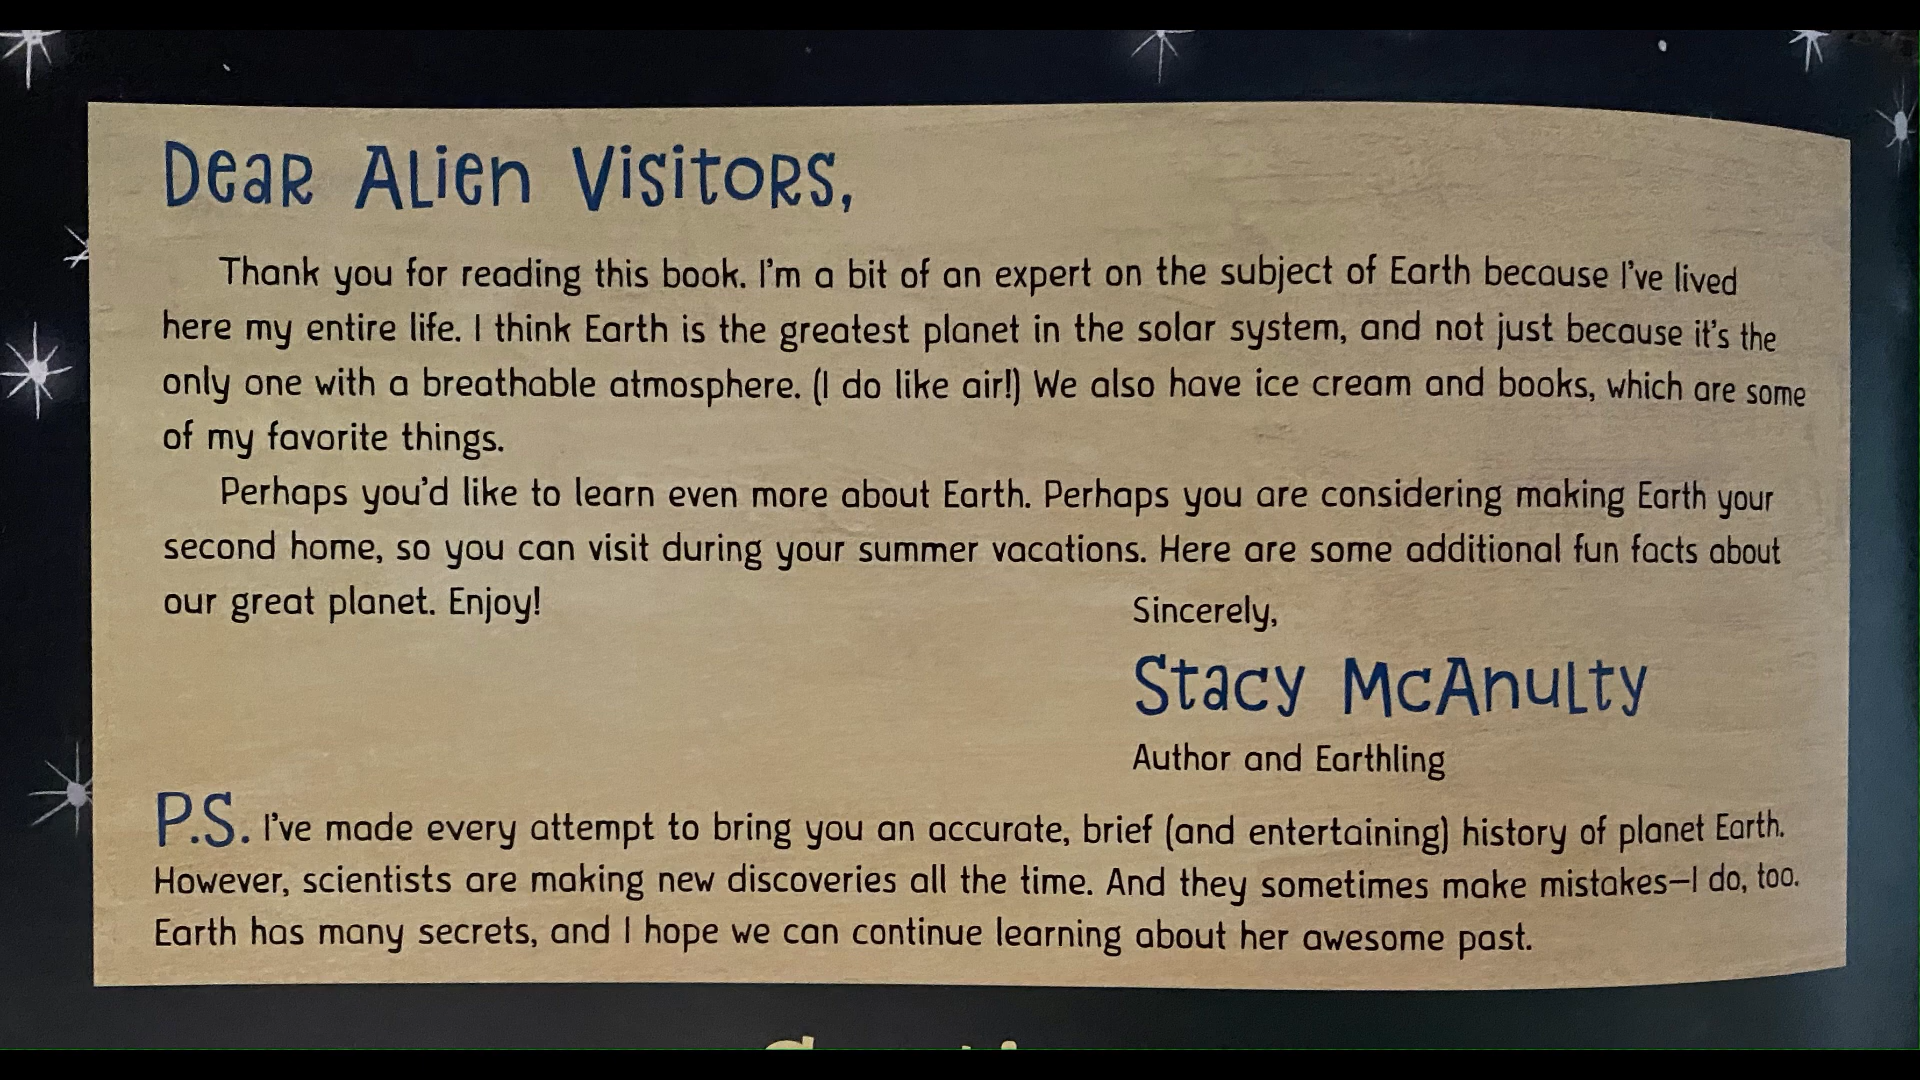 Dear Alien Visitors,
Thank you for reading this book. I'm a bit of an expert on the subject of Earth because I've lived
here my entire life. I think Earth is the greatest planet in the solar system, and not just because it's the
only one with a breathable atmosphere. (I do like air!) We also have ice cream and books, which are some
of my favorite things.
Perhaps you'd like to learn even more about Earth. Perhaps you are considering making Earth your
second home, so you can visit during your summer vacations. Here are some additional fun facts about
our great planet. Enjoy!
Sincerely,
Stacy McAnulty
Author and Earthling
P.S. I've made every attempt to bring you an accurate, brief (and entertaining) history of planet Earth.
However, scientists are making new discoveries all the time. And they sometimes make mistakes—I do, too.
Earth has many secrets, and I hope we can continue learning about her awesome past.